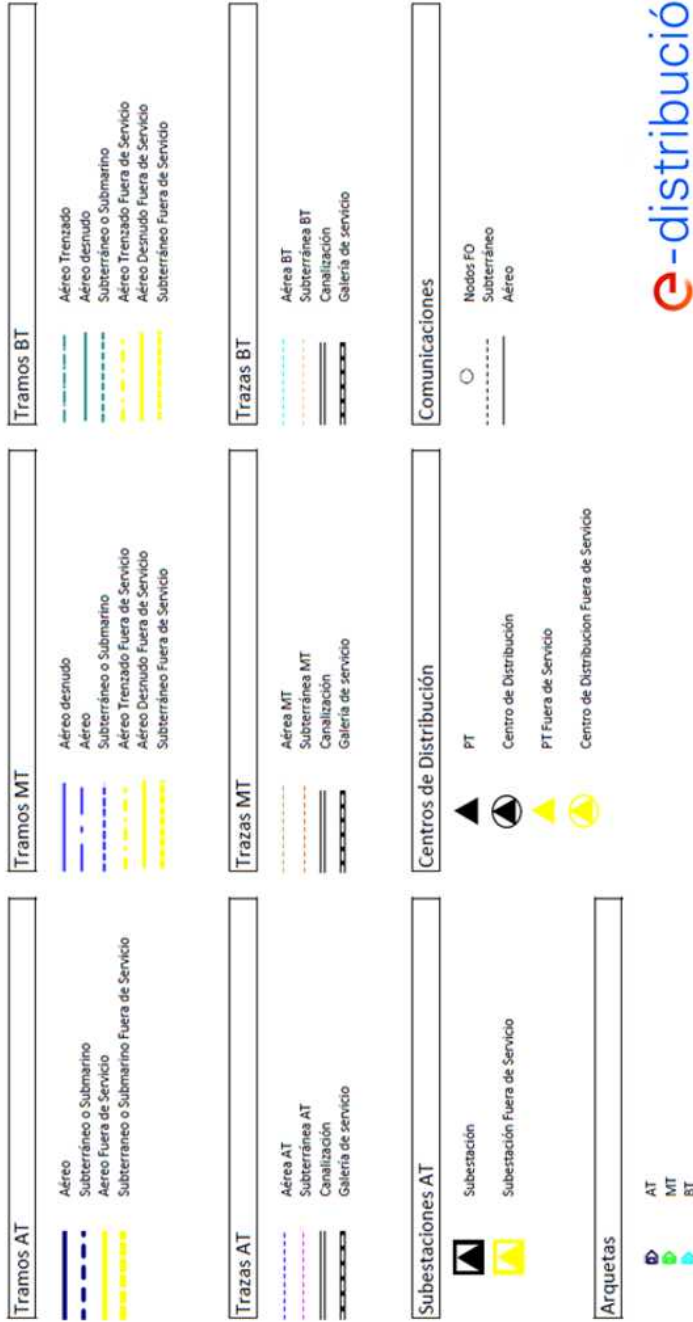 Tramos AT
Aéreo
Subterráneo o Submarino
Aereo Fuera de Servicio
Subterraneo o Submarino Fuera de Servicio
Tramos MT
Aéreo desnudo
Aéreo
Subterráneo o Submarino
Aéreo Trenzado Fuera de Servicio
Aéreo Desnudo Fuera de Servicio
Subterráneo Fuera de Servicio
Tramos BT
Aéreo Trenzado
Aéreo desnudo
Subterráneo o Submarino
Aéreo Trenzado Fuera de Servicio
Aéreo Desnudo Fuera de Servicio
Subterráneo Fuera de Servicio
Trazas AT
Aérea AT
Subterránea AT
Canalización
Galería de servicio
Trazas MT
Aérea MT
Subterránea MT
Canalización
Galería de servicio
Trazas BT
Aérea BT
Subterránea BT
Canalización
Galería de servicio
Subestaciones AT
Subestación
Subestación Fuera de Servicio
Centros de Distribución
PT
Centro de Distribución
PT Fuera de Servicio
Centro de Distribucion Fuera de Servicio
Comunicaciones
Nodos FO
Subterráneo
Aéreo
Arquetas
AT
MT
BT
e-distribució